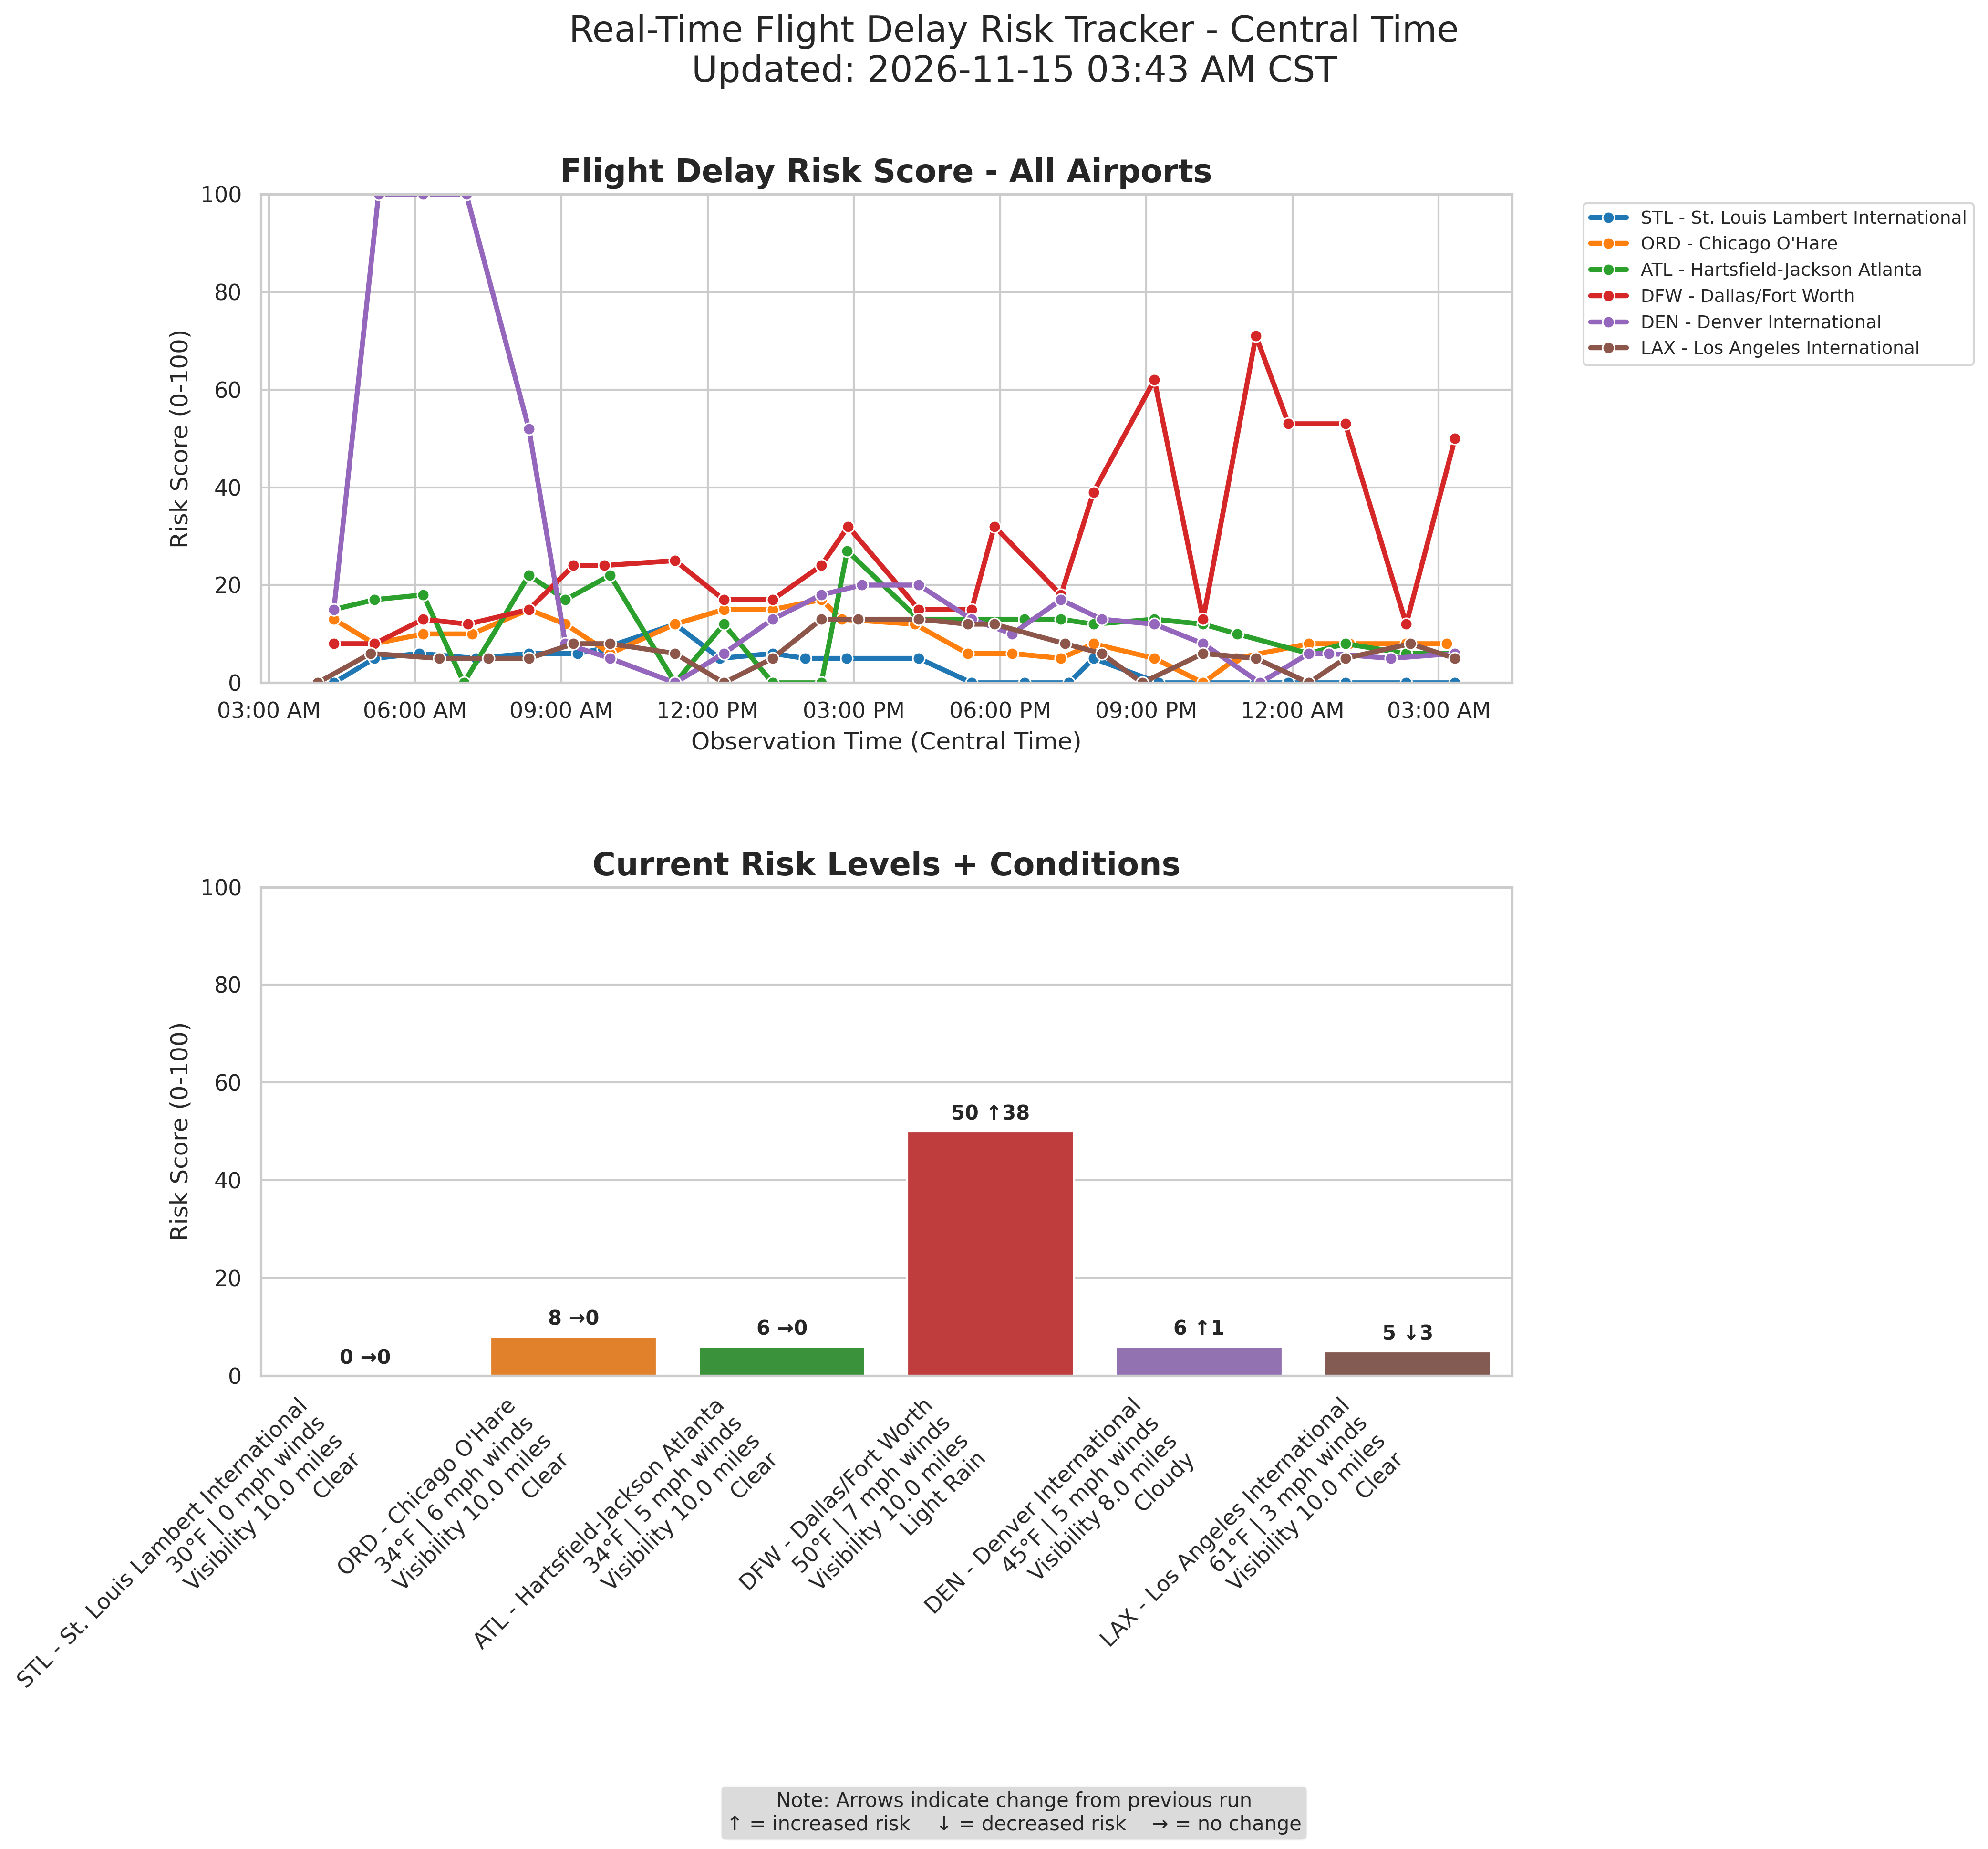 Real-Time Flight Delay Risk Tracker - Central Time
Updated: 2026-11-15 03:43 AM CST
Flight Delay Risk Score - All Airports
Risk Score (0-100)
100
80
60
40
20
0
03:00 AM
06:00 AM
09:00 AM
12:00 PM
03:00 PM
06:00 PM
09:00 PM
12:00 AM
03:00 AM
Observation Time (Central Time)
STL - St. Louis Lambert International
ORD - Chicago O'Hare
ATL - Hartsfield-Jackson Atlanta
DFW - Dallas/Fort Worth
DEN - Denver International
LAX - Los Angeles International
Current Risk Levels + Conditions
Risk Score (0-100)
100
80
60
40
20
0
0 →0
8 →0
6 →0
50 ↑38
6 ↑1
5 ↓3
STL - St. Louis Lambert International
30°F | 0 mph winds
Visibility 10.0 miles
Clear
ORD - Chicago O'Hare
34°F | 6 mph winds
Visibility 10.0 miles
Clear
ATL - Hartsfield-Jackson Atlanta
34°F | 5 mph winds
Visibility 10.0 miles
Clear
DFW - Dallas/Fort Worth
50°F | 7 mph winds
Visibility 10.0 miles
Light Rain
DEN - Denver International
45°F | 5 mph winds
Visibility 8.0 miles
Cloudy
LAX - Los Angeles International
61°F | 3 mph winds
Visibility 10.0 miles
Clear
Note: Arrows indicate change from previous run
↑ = increased risk    ↓ = decreased risk    → = no change